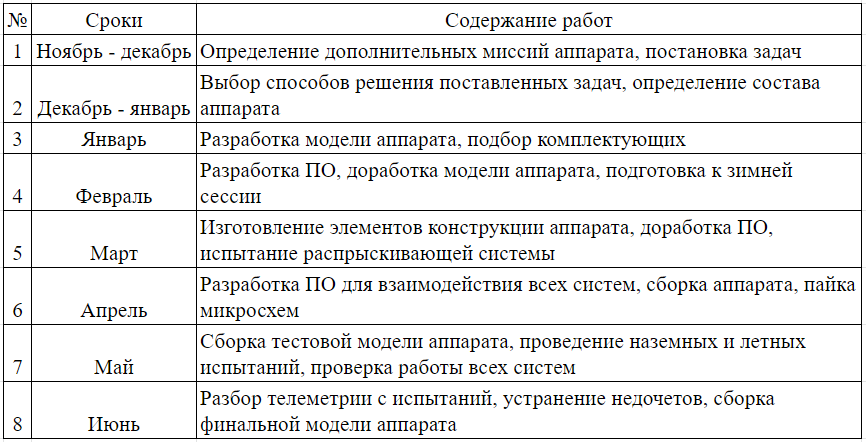 № Сроки Содержание работ
1 Ноябрь - декабрь Определение дополнительных миссий аппарата, постановка задач
Выбор способов решения поставленных задач, определение состава
2 Декабрь - январь аппарата
3 Январь Разработка модели аппарата, подбор комплектующих
Разработка ПО, доработка модели аппарата, подготовка к зимней
4 Февраль сессии
Изготовление элементов конструкции аппарата, доработка ПО,
5 Март испытание распрыскивающей системы
Разработка ПО для взаимодействия всех систем, сборка аппарата, пайка
6 Апрель микросхем
Сборка тестовой модели аппарата, проведение наземных и летных
7 Май испытаний, проверка работы всех систем
Разбор телеметрии с испытаний, устранение недочетов, сборка
8 Июнь финальной модели аппарата